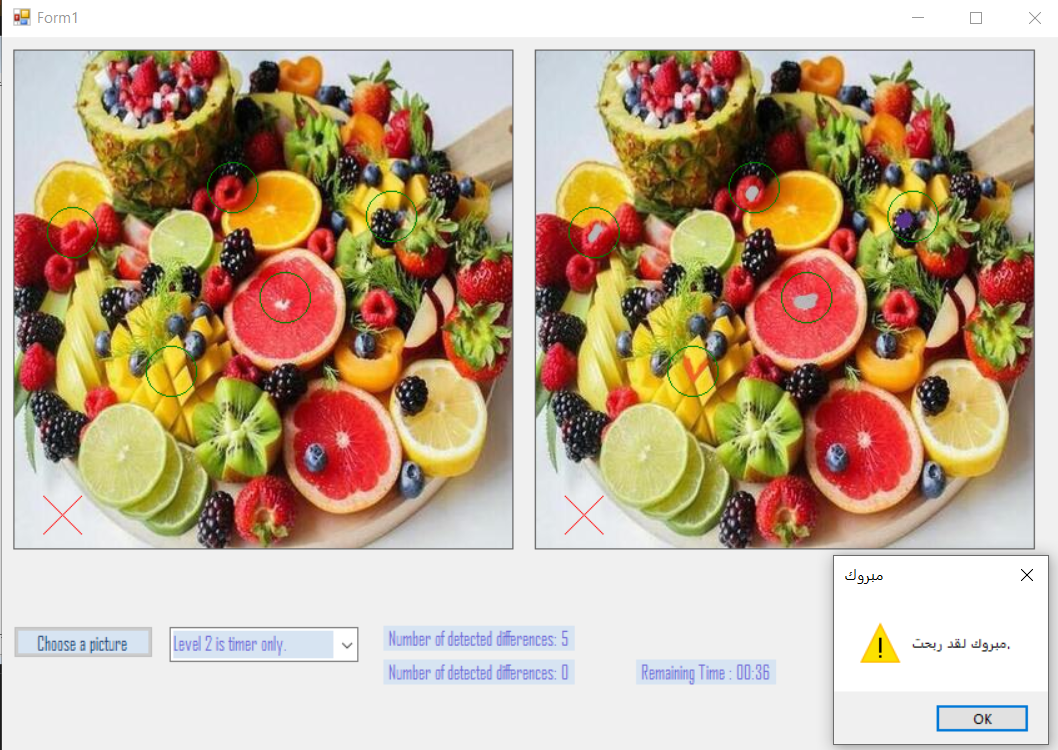 Form1
Choose a picture
Level 2 is timer only.
Number of detected differences: 5
Number of detected differences: 0
Remaining Time : 00:36
مبروك
مبروك لقد ربحت.
OK